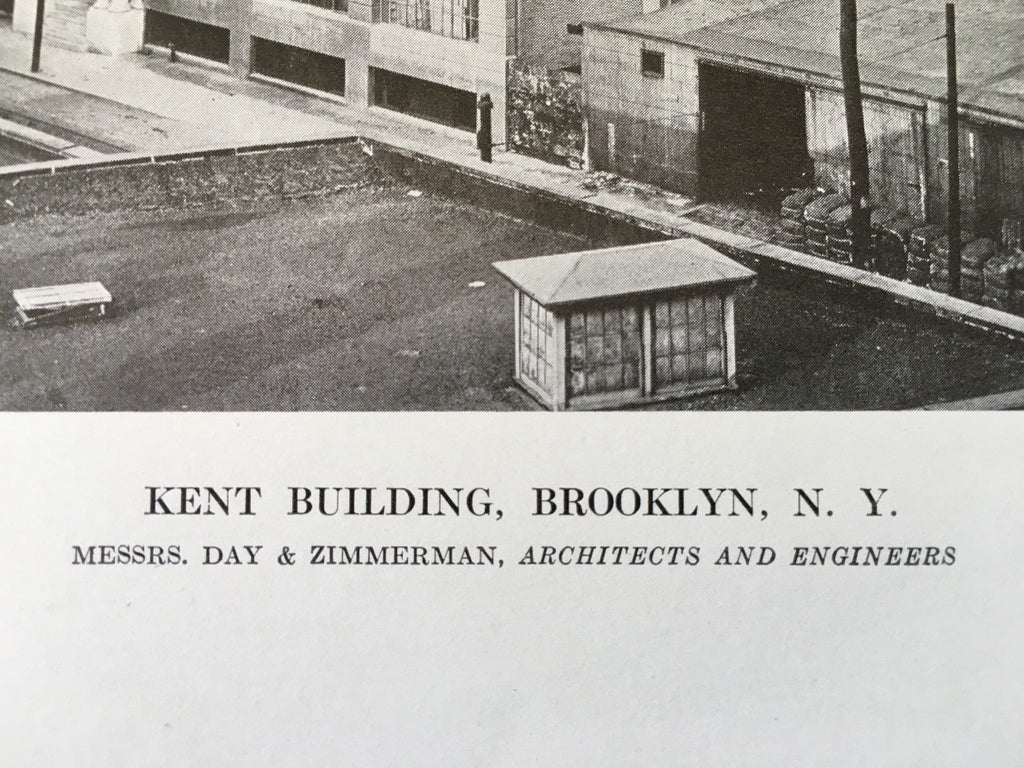 KENT BUILDING, BROOKLYN, N. Y.
MESSRS. DAY & ZIMMERMAN, ARCHITECTS AND ENGINEERS